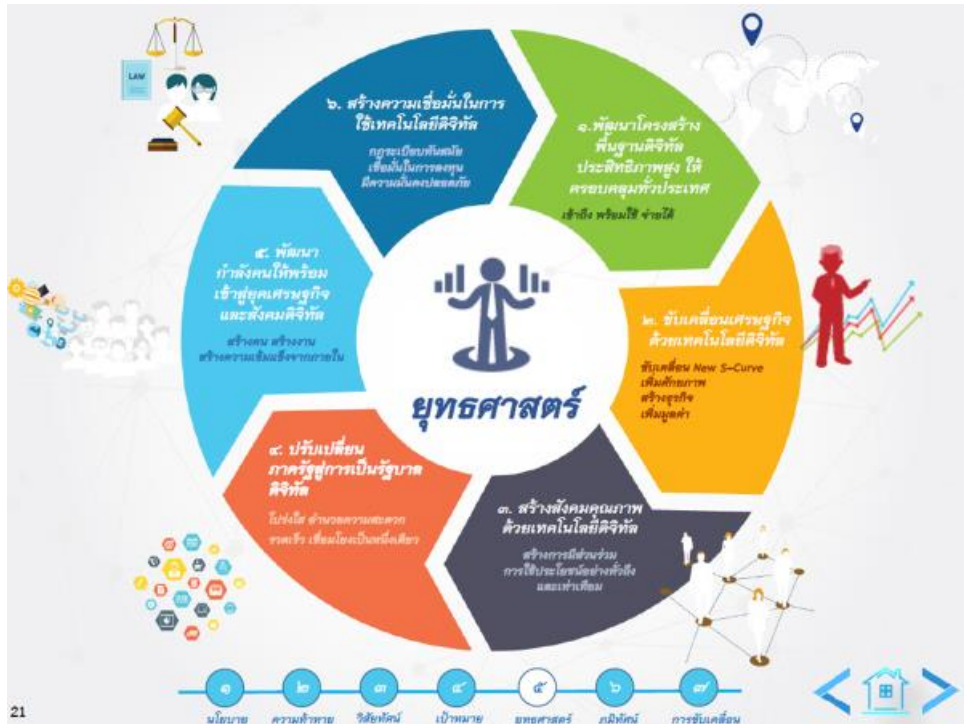 LAW
๖. สร้างความเชื่อมั่นในการ
ใช้เทคโนโลยีดิจิทัล
กฎระเบียบทันสมัย
เชื่อมั่นในการลงทุน
มีความมั่นคงปลอดภัย
๑.พัฒนาโครงสร้าง
พื้นฐานดิจิทัล
ประสิทธิภาพสูง ให้
ครอบคลุมทั่วประเทศ
เข้าถึง พร้อมใช้ จ่ายได้
๒. ขับเคลื่อนเศรษฐกิจ
ด้วยเทคโนโลยีดิจิทัล
ขับเคลื่อน New S-Curve
เพิ่มศักยภาพ
สร้างธุรกิจ
เพิ่มมูลค่า
๓. สร้างสังคมคุณภาพ
ด้วยเทคโนโลยีดิจิทัล
สร้างการมีส่วนร่วม
การใช้ประโยชน์อย่างทั่วถึง
และเท่าเทียม
๔. ปรับเปลี่ยน
ภาครัฐสู่การเป็นรัฐบาล
ดิจิทัล
โปร่งใส อำนวยความสะดวก
รวดเร็ว เชื่อมโยงเป็นหนึ่งเดียว
๕. พัฒนา
กำลังคนให้พร้อม
เข้าสู่ยุคเศรษฐกิจ
และสังคมดิจิทัล
สร้างคน สร้างงาน
สร้างความเข้มแข็งจากภายใน
ยุทธศาสตร์
๑ ๒ ๓ ๔ ๕ ๖ ๗
นโยบาย ความท้าทาย วิสัยทัศน์ เป้าหมาย ยุทธศาสตร์ ภูมิทัศน์ การขับเคลื่อน
21